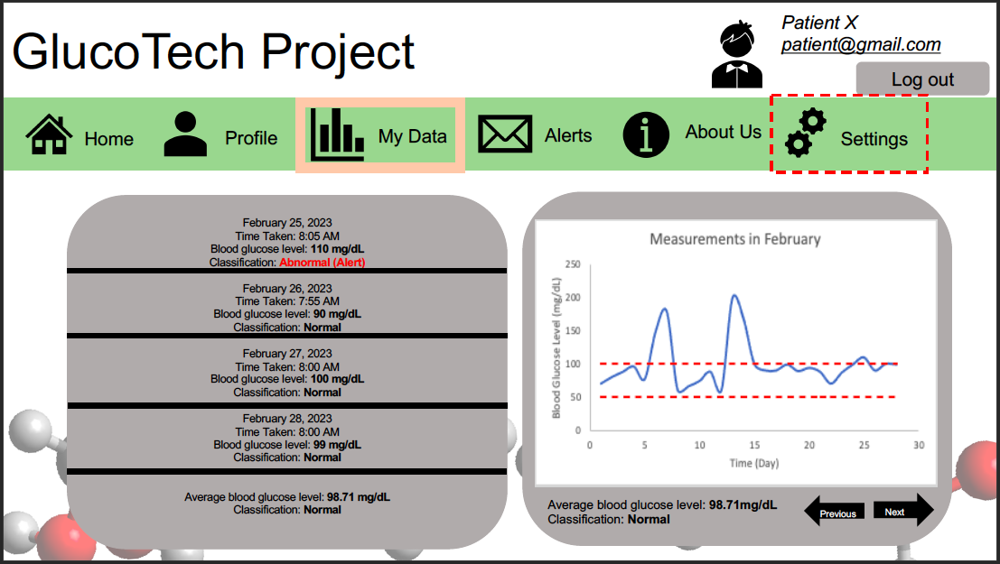 GlucoTech Project
Patient X
patient@gmail.com
Log out
Home
Profile
My Data
Alerts
About Us
Settings
February 25, 2023
Time Taken: 8:05 AM
Blood glucose level: 110 mg/dL
Classification: Abnormal (Alert)
February 26, 2023
Time Taken: 7:55 AM
Blood glucose level: 90 mg/dL
Classification: Normal
February 27, 2023
Time Taken: 8:00 AM
Blood glucose level: 100 mg/dL
Classification: Normal
February 28, 2023
Time Taken: 8:00 AM
Blood glucose level: 99 mg/dL
Classification: Normal
Average blood glucose level: 98.71 mg/dL
Classification: Normal
Measurements in February
Blood Glucose Level (mg/dL)
250
200
150
100
50
0
0 5 10 15 20 25 30
Time (Day)
Average blood glucose level: 98.71mg/dL
Classification: Normal
Previous
Next